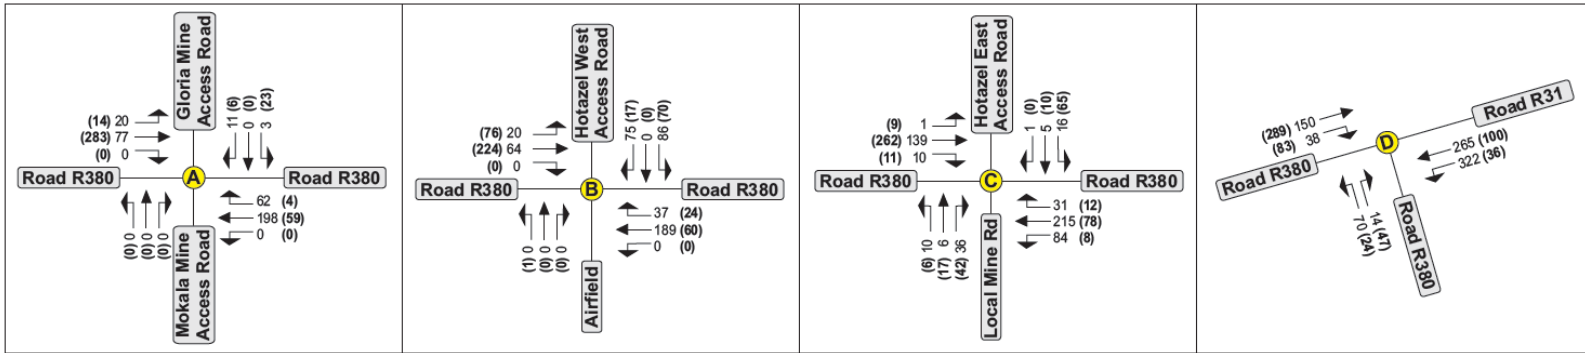 Gloria Mine
Access Road
(14) 20
(283) 77
(0) 0
11 (6)
0 (0)
3 (23)
Road R380
A
Road R380
62 (4)
198 (59)
0 (0)
(0) 0
(0) 0
(0) 0
Mokala Mine
Access Road
Hotazel West
Access Road
(76) 20
(224) 64
(0) 0
75 (17)
0 (0)
86 (70)
Road R380
B
Road R380
37 (24)
189 (60)
0 (0)
(1) 0
(0) 0
(0) 0
Airfield
Hotazel East
Access Road
(9) 1
(262) 139
(11) 10
1 (0)
5 (10)
16 (65)
Road R380
C
Road R380
31 (12)
215 (78)
84 (8)
(6) 10
(17) 6
(42) 36
Local Mine Rd
Road R31
(289) 150
(83) 38
D
265 (100)
322 (36)
Road R380
14 (47)
70 (24)
Road R380